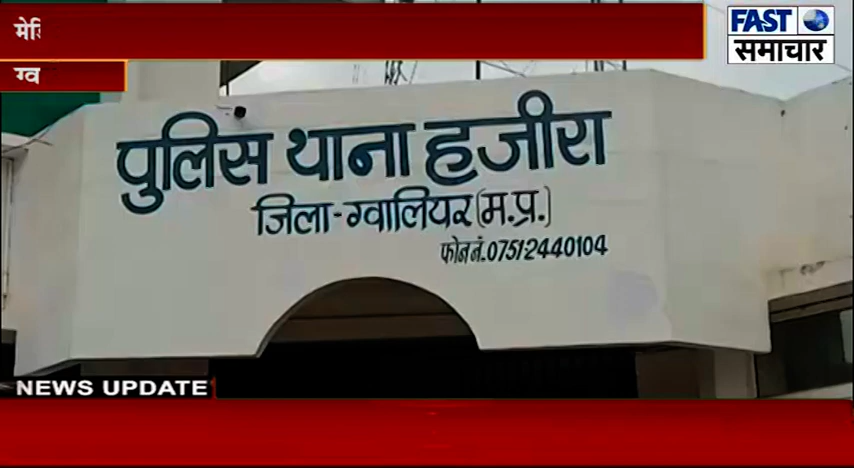 मेडि
FAST
समाचार
ग्व
पुलिस थाना हजीरा
जिला-ग्वालियर (म.प्र.)
फोन नं. 07512440104
NEWS UPDATE